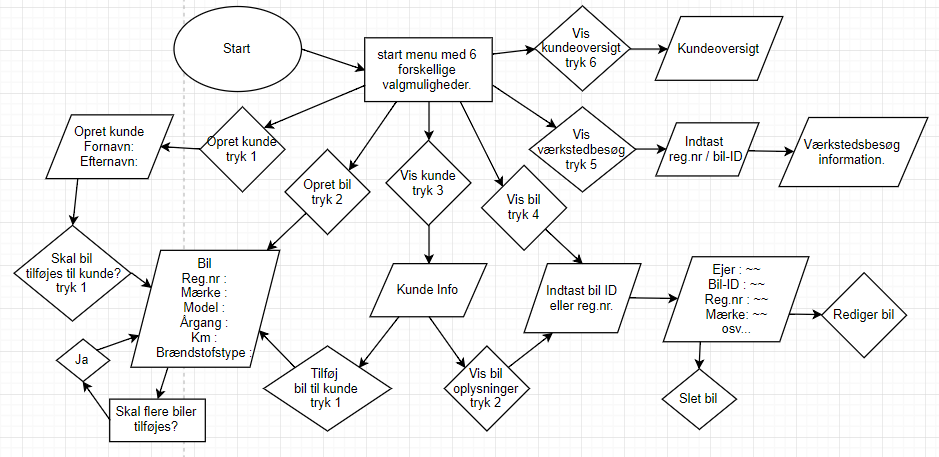 Start
start menu med 6
forskellige
valgmuligheder.
Vis
kundeoversigt
tryk 6
Kundeoversigt
Opret kunde
Fornavn:
Efternavn:
Opret kunde
tryk 1
Vis
værkstedbesøg
tryk 5
Indtast
reg.nr / bil-ID
Værkstedsbesøg
information.
Opret bil
tryk 2
Vis kunde
tryk 3
Vis bil
tryk 4
Skal bil
tilføjes til kunde?
tryk 1
Bil
Reg.nr :
Mærke :
Model :
Årgang :
Km :
Brændstofstype :
Kunde Info
Indtast bil ID
eller reg.nr.
Ejer : ~~
Bil-ID : ~~
Reg.nr : ~~
Mærke: ~~
osv...
Rediger bil
Ja
Tilføj
bil til kunde
tryk 1
Vis bil
oplysninger
tryk 2
Slet bil
Skal flere biler
tilføjes?